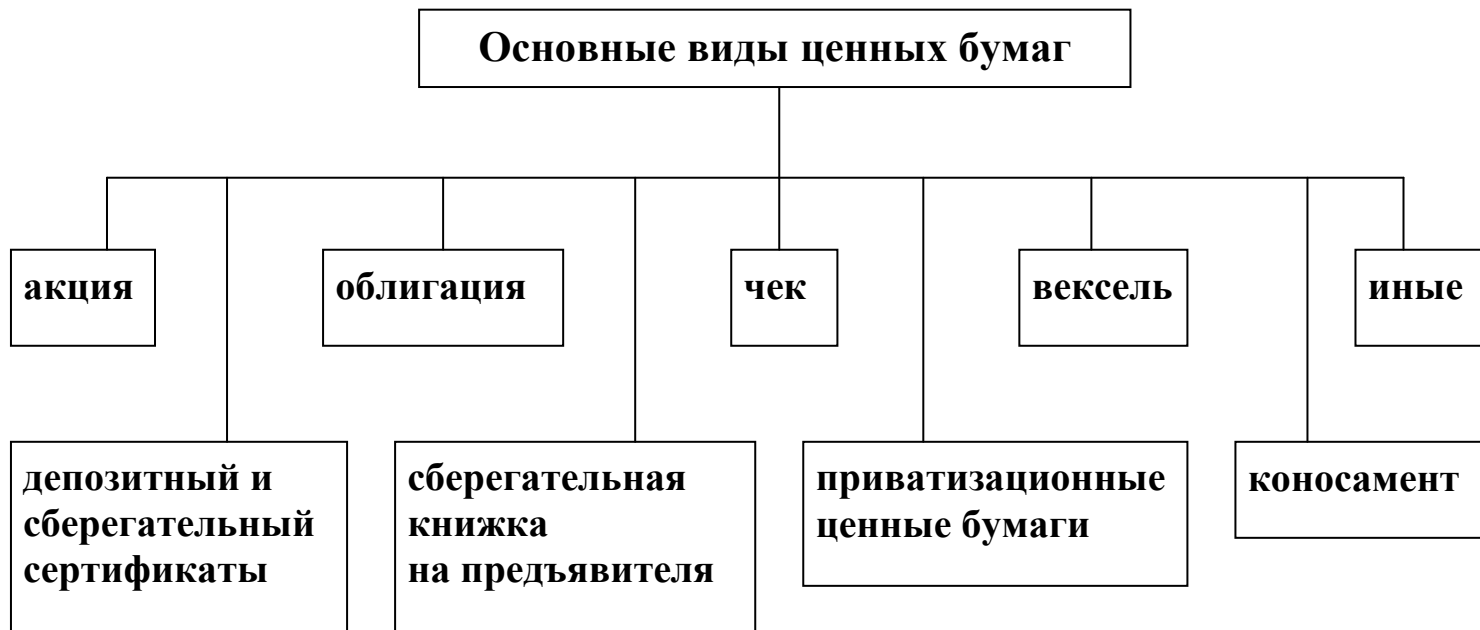 Основные виды ценных бумаг
акция
облигация
чек
вексель
иные
депозитный и
сберегательный
сертификаты
сберегательная
книжка
на предъявителя
приватизационные
ценные бумаги
коносамент